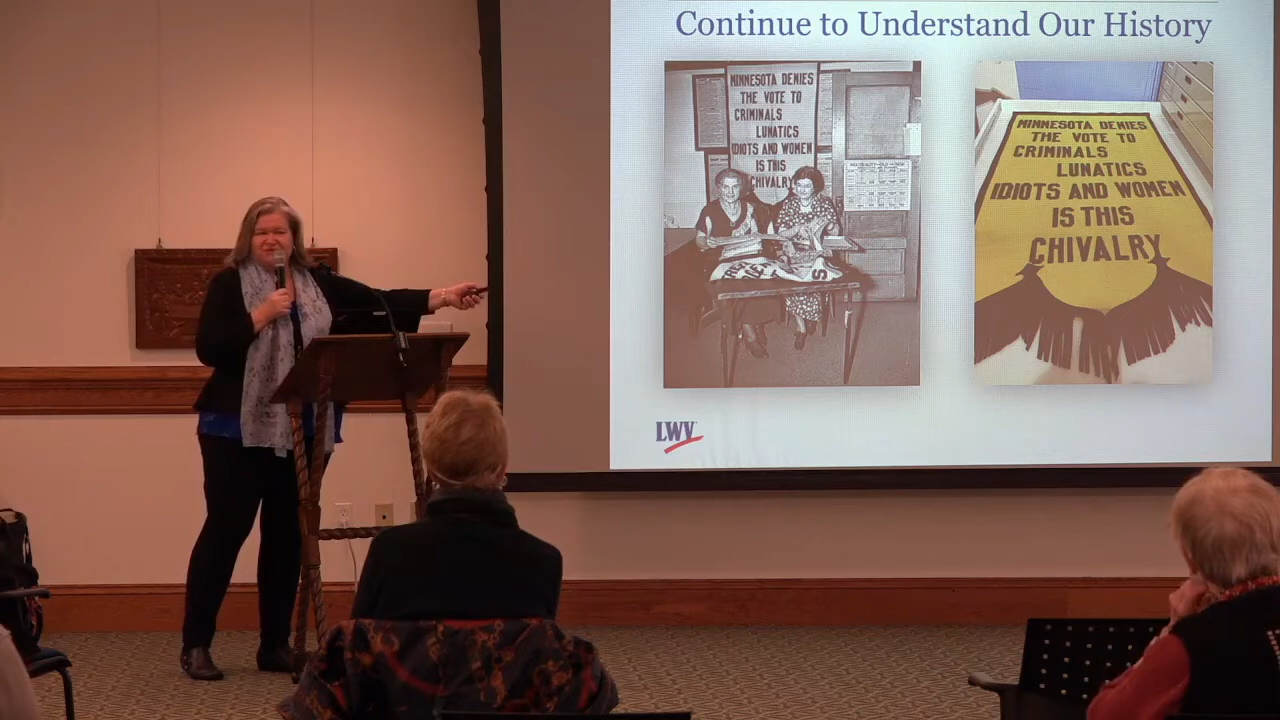 Continue to Understand Our History
MINNESOTA DENIES
THE VOTE TO
CRIMINALS
LUNATICS
IDIOTS AND WOMEN
IS THIS
CHIVALRY
MINNESOTA DENIES
THE VOTE TO
CRIMINALS
LUNATICS
IDIOTS AND WOMEN
IS THIS
CHIVALRY
LWV